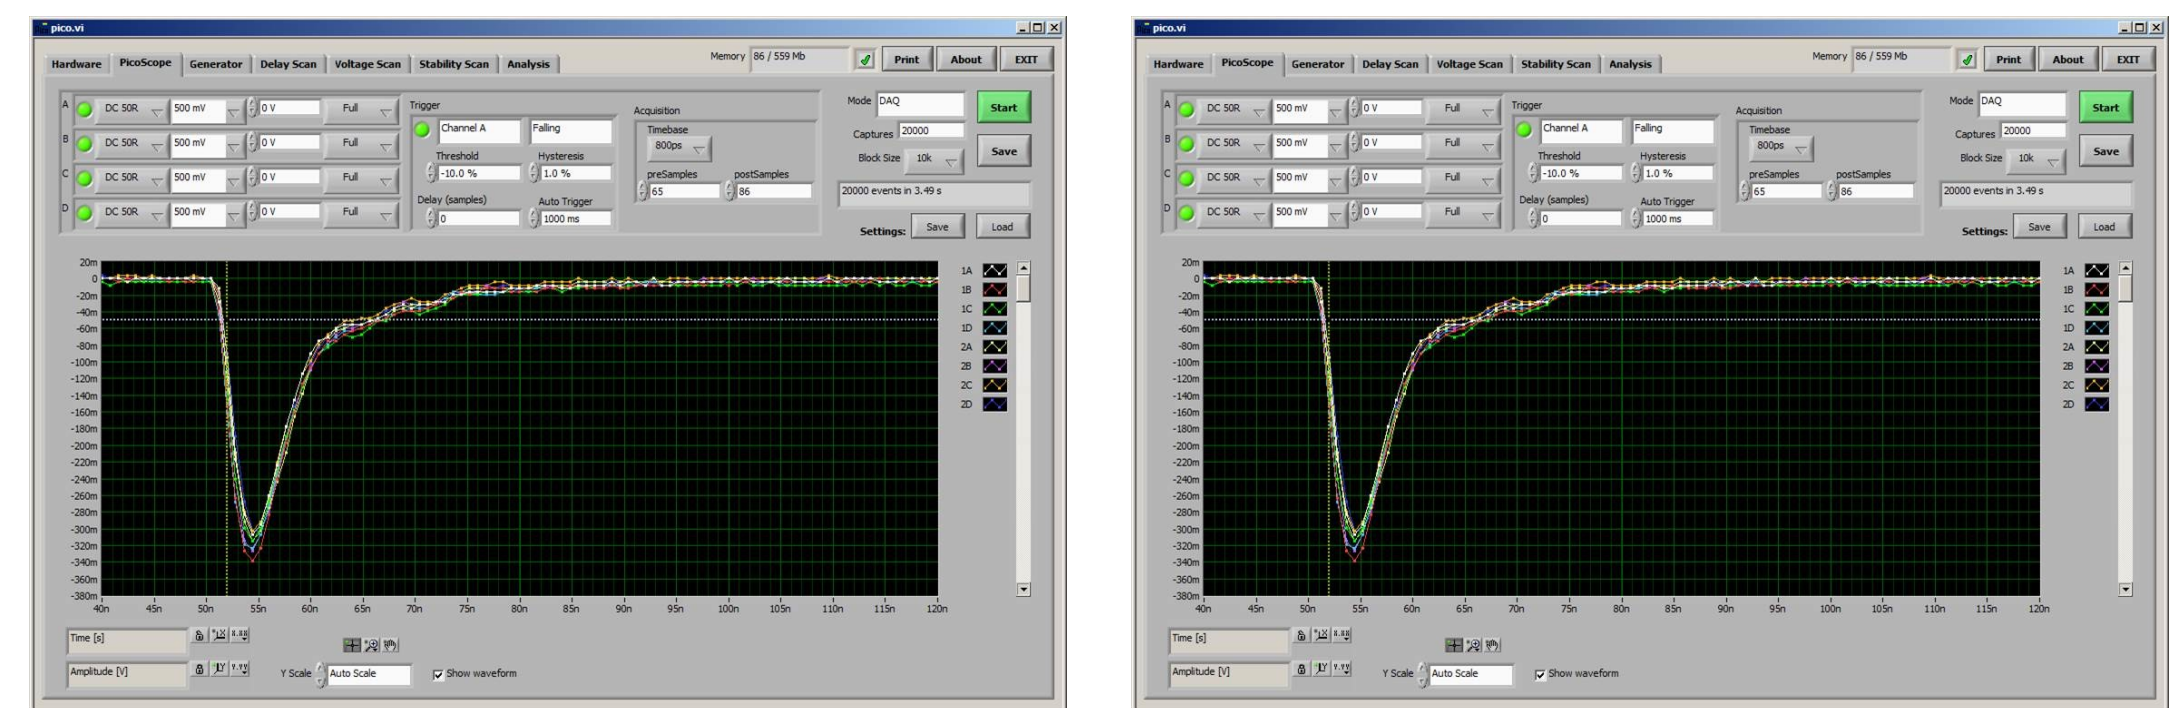 pico.vi
Hardware PicoScope Generator Delay Scan Voltage Scan Stability Scan Analysis Memory 86 / 559 Mb Print About EXIT
A DC 50R 500 mV 0 V Full
B DC 50R 500 mV 0 V Full
C DC 50R 500 mV 0 V Full
D DC 50R 500 mV 0 V Full
Trigger
Channel A Falling
Threshold Hysteresis
-10.0 % 1.0 %
Delay (samples) Auto Trigger
0 1000 ms
Acquisition
Timebase
800ps
preSamples postSamples
65 86
Mode DAQ Start
Captures 20000
Block Size 10k Save
20000 events in 3.49 s
Settings: Save Load
20m
0
-20m
-40m
-60m
-80m
-100m
-120m
-140m
-160m
-180m
-200m
-220m
-240m
-260m
-280m
-300m
-320m
-340m
-360m
-380m
40n 45n 50n 55n 60n 65n 70n 75n 80n 85n 90n 95n 100n 105n 110n 115n 120n
1A
1B
1C
1D
2A
2B
2C
2D
Time [s]
Amplitude [V]
Y Scale Auto Scale Show waveform
pico.vi
Hardware PicoScope Generator Delay Scan Voltage Scan Stability Scan Analysis Memory 86 / 559 Mb Print About EXIT
A DC 50R 500 mV 0 V Full
B DC 50R 500 mV 0 V Full
C DC 50R 500 mV 0 V Full
D DC 50R 500 mV 0 V Full
Trigger
Channel A Falling
Threshold Hysteresis
-10.0 % 1.0 %
Delay (samples) Auto Trigger
0 1000 ms
Acquisition
Timebase
800ps
preSamples postSamples
65 86
Mode DAQ Start
Captures 20000
Block Size 10k Save
20000 events in 3.49 s
Settings: Save Load
20m
0
-20m
-40m
-60m
-80m
-100m
-120m
-140m
-160m
-180m
-200m
-220m
-240m
-260m
-280m
-300m
-320m
-340m
-360m
-380m
40n 45n 50n 55n 60n 65n 70n 75n 80n 85n 90n 95n 100n 105n 110n 115n 120n
1A
1B
1C
1D
2A
2B
2C
2D
Time [s]
Amplitude [V]
Y Scale Auto Scale Show waveform